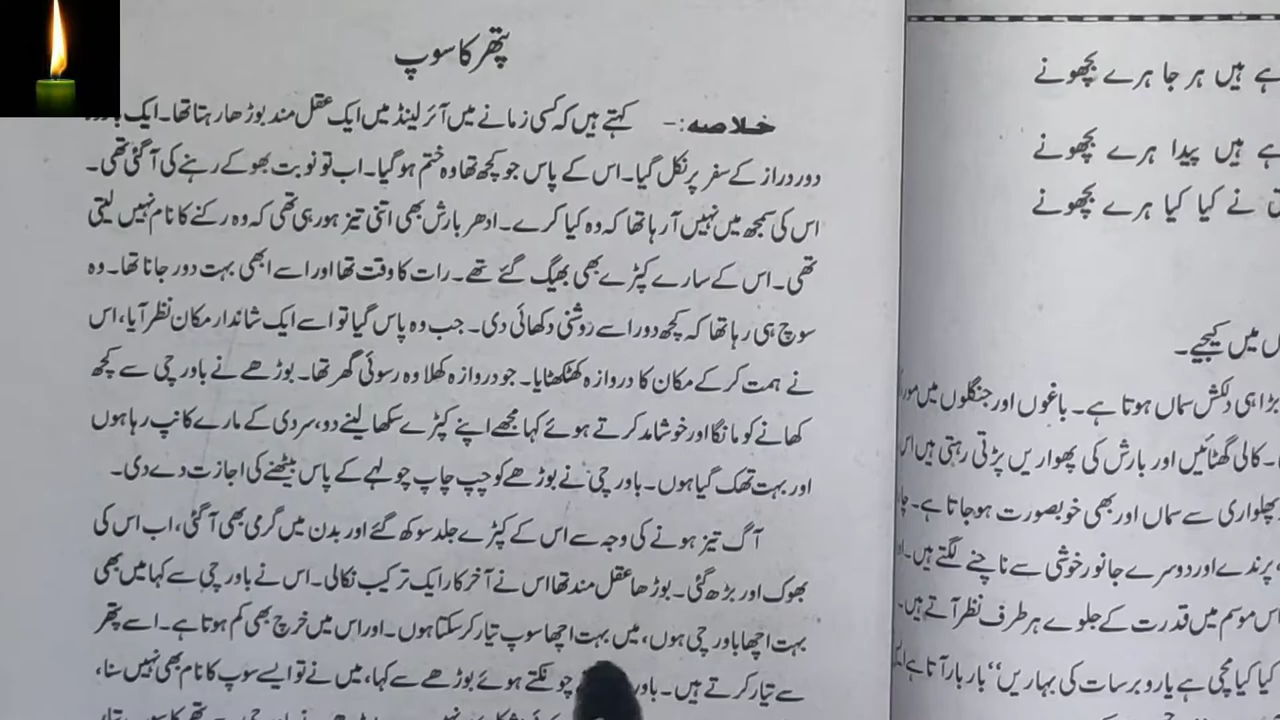 پتھر کا سوپ
خلاصہ:- کہتے ہیں کہ کسی زمانے میں آئرلینڈ میں ایک عقل مند بوڑھا رہتا تھا۔ ایک
دور دراز کے سفر پر نکل گیا۔ اس کے پاس جو کچھ تھا وہ ختم ہو گیا۔ اب تو نوبت بھوکے رہنے کی آ گئی تھی۔
اس کی سمجھ میں نہیں آ رہا تھا کہ وہ کیا کرے۔ ادھر بارش بھی اتنی تیز ہو رہی تھی کہ وہ رکنے کا نام نہیں لیتی
تھی۔ اس کے سارے کپڑے بھی بھیگ گئے تھے۔ رات کا وقت تھا اور اسے ابھی بہت دور جانا تھا۔ وہ
سوچ ہی رہا تھا کہ کچھ دور اسے روشنی دکھائی دی۔ جب وہ پاس گیا تو اسے ایک شاندار مکان نظر آیا، اس
نے ہمت کر کے مکان کا دروازہ کھٹکھٹایا۔ جو دروازہ کھلا وہ رسوئی گھر تھا۔ بوڑھے نے باورچی سے کچھ
کھانے کو مانگا اور خوشامد کرتے ہوئے کہا مجھے اپنے کپڑے سکھا لینے دو، سردی کے مارے کانپ رہا ہوں
اور بہت تھک گیا ہوں۔ باورچی نے بوڑھے کو چپ چاپ چولہے کے پاس بیٹھنے کی اجازت دے دی۔
آگ تیز ہونے کی وجہ سے اس کے کپڑے جلد سوکھ گئے اور بدن میں گرمی بھی آ گئی، اب اس کی
بھوک اور بڑھ گئی۔ بوڑھا عقل مند تھا اس نے آخر کار ایک ترکیب نکالی۔ اس نے باورچی سے کہا میں بھی
بہت اچھا باورچی ہوں، میں بہت اچھا سوپ تیار کر سکتا ہوں۔ اور اس میں خرچ بھی کم ہوتا ہے۔ اسے پتھر
سے تیار کرتے ہیں۔ چونکتے ہوئے بوڑھے سے کہا، میں نے تو ایسے سوپ کا نام بھی نہیں سنا،
ہیں ہر جا ہرے بچھونے
ہیں پیدا ہرے بچھونے
نے کیا کیا ہرے بچھونے
میں کیجیے۔
بڑا ہی دلکش سماں ہوتا ہے۔ باغوں اور جنگلوں میں مور
۔ کالی گھٹائیں اور بارش کی پھواریں پڑتی رہتی ہیں اس
پھلواری سے سماں اور بھی خوبصورت ہو جاتا ہے۔
پرندے اور دوسرے جانور خوشی سے ناچنے لگتے ہیں۔
اس موسم میں قدرت کے جلوے ہر طرف نظر آتے ہیں۔
کیا کیا مچی ہے یارو برسات کی بہاریں“ بار بار آتا ہے